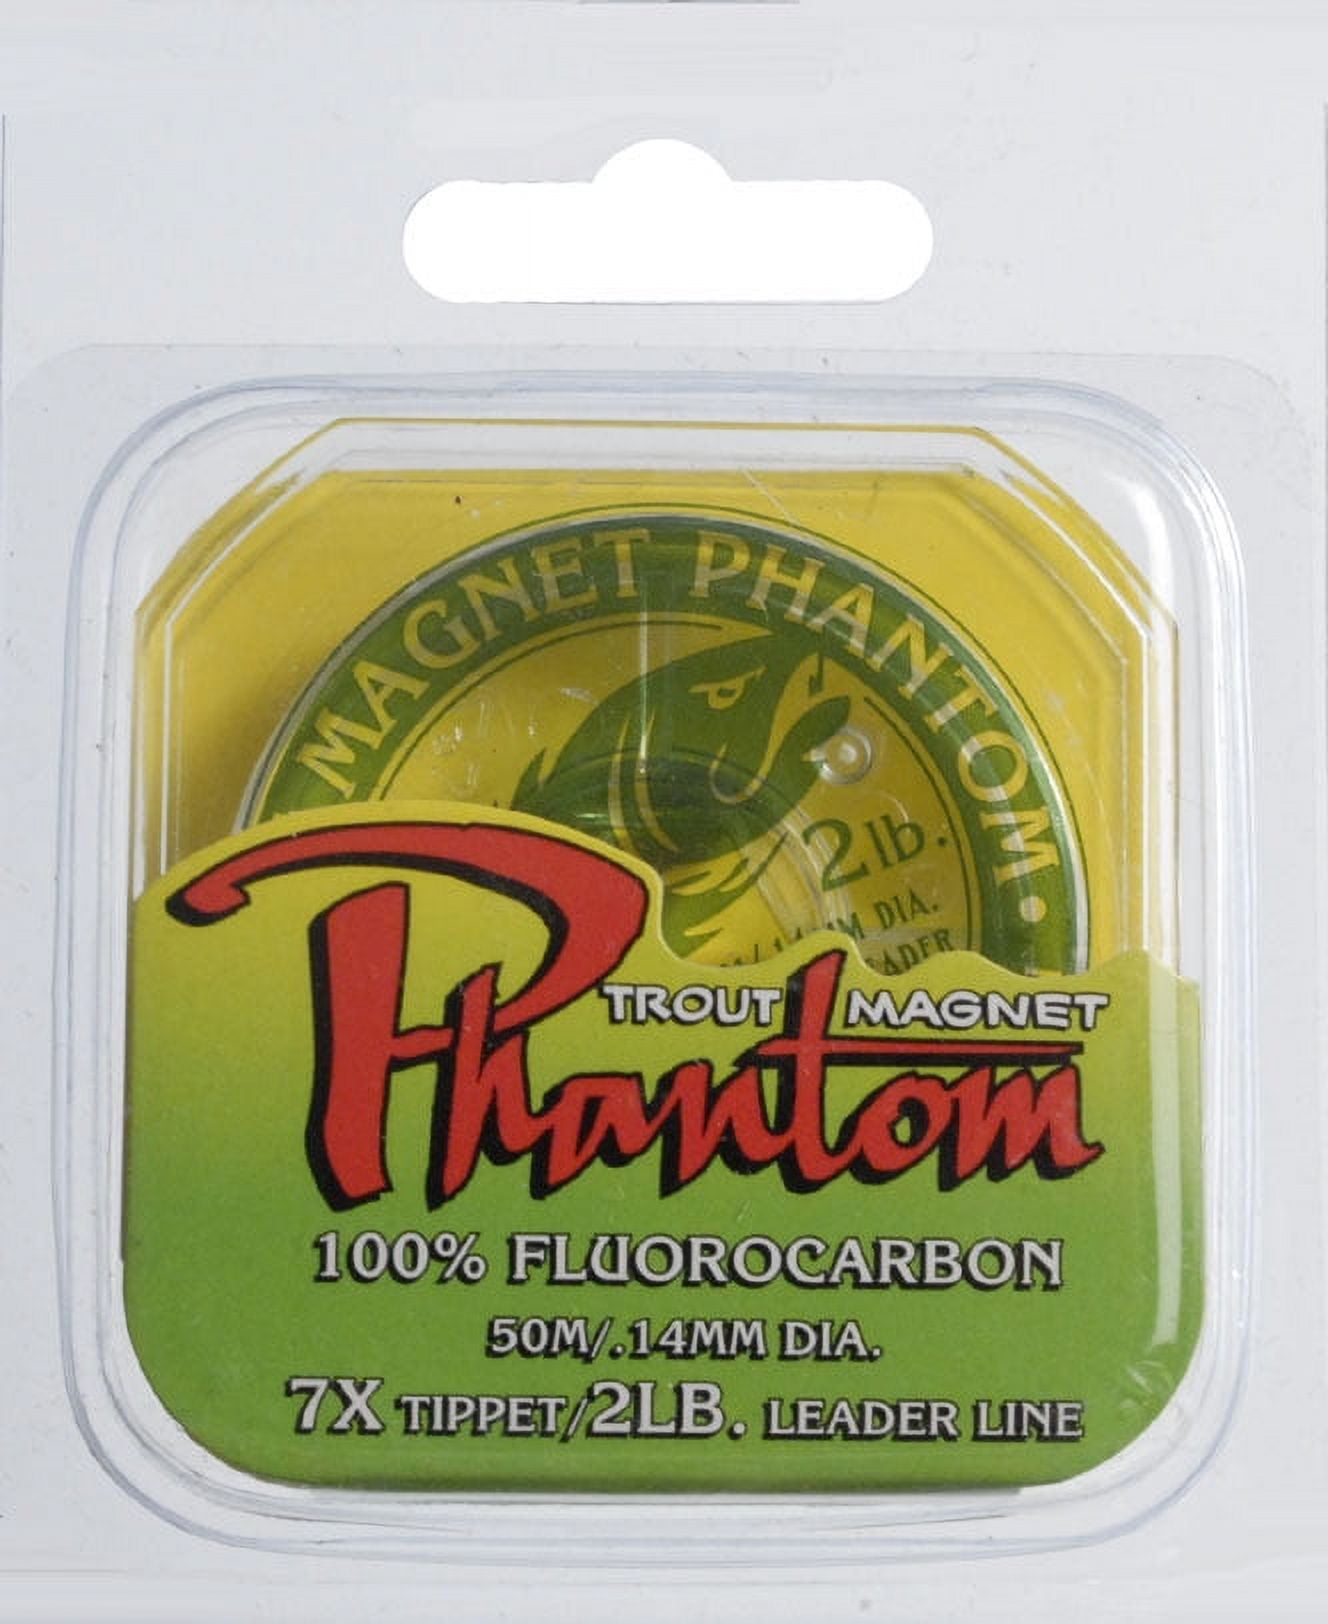 MAGNET PHANTOM
2lb.
MM DIA.
TROUT MAGNET
Phantom
100% FLUOROCARBON
50M/.14MM DIA.
7X TIPPET/2LB. LEADER LINE